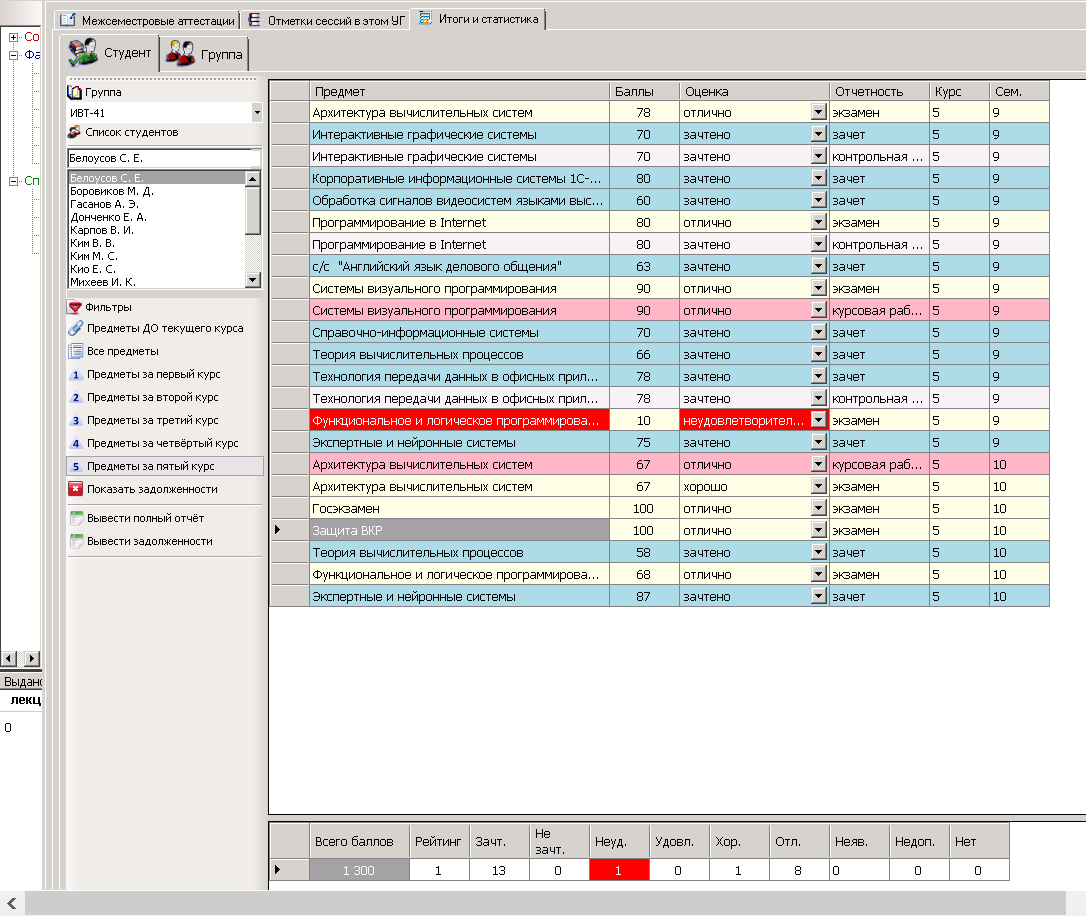 Межсеместровые аттестации Отметки сессий в этом УГ Итоги и статистика
Студент Группа
Со
Фа
Сп
Выдано
лекц
0
Группа
ИВТ-41
Список студентов
Белоусов С. Е.
Белоусов С. Е.
Боровиков М. Д.
Гасанов А. Э.
Донченко Е. А.
Карпов В. И.
Ким В. В.
Ким М. С.
Кио Е. С.
Михеев И. К.
Фильтры
Предметы ДО текущего курса
Все предметы
1 Предметы за первый курс
2 Предметы за второй курс
3 Предметы за третий курс
4 Предметы за четвёртый курс
5 Предметы за пятый курс
Показать задолженности
Вывести полный отчёт
Вывести задолженности
Предмет Баллы Оценка Отчетность Курс Сем.
Архитектура вычислительных систем 78 отлично экзамен 5 9
Интерактивные графические системы 70 зачтено зачет 5 9
Интерактивные графические системы 70 зачтено контрольная ... 5 9
Корпоративные информационные системы 1С-... 80 зачтено зачет 5 9
Обработка сигналов видеосистем языками выс... 60 зачтено зачет 5 9
Программирование в Internet 80 отлично экзамен 5 9
Программирование в Internet 80 зачтено контрольная ... 5 9
с/с "Английский язык делового общения" 63 зачтено зачет 5 9
Системы визуального программирования 90 отлично экзамен 5 9
Системы визуального программирования 90 отлично курсовая раб... 5 9
Справочно-информационные системы 70 зачтено зачет 5 9
Теория вычислительных процессов 66 зачтено зачет 5 9
Технология передачи данных в офисных прил... 78 зачтено зачет 5 9
Технология передачи данных в офисных прил... 78 зачтено контрольная ... 5 9
Функциональное и логическое программирова... 10 неудовлетворител... экзамен 5 9
Экспертные и нейронные системы 75 зачтено зачет 5 9
Архитектура вычислительных систем 67 отлично курсовая раб... 5 10
Архитектура вычислительных систем 67 хорошо экзамен 5 10
Госэкзамен 100 отлично экзамен 5 10
Защита ВКР 100 отлично экзамен 5 10
Теория вычислительных процессов 58 зачтено зачет 5 10
Функциональное и логическое программирова... 68 отлично экзамен 5 10
Экспертные и нейронные системы 87 зачтено зачет 5 10
Всего баллов Рейтинг Зачт. Не зачт. Неуд. Удовл. Хор. Отл. Неяв. Недоп. Нет
1 300 1 13 0 1 0 1 8 0 0 0